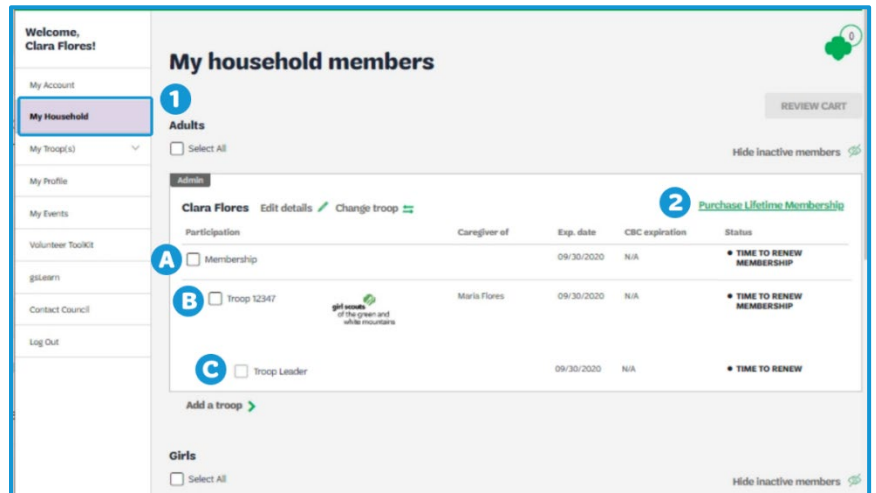 Welcome,
Clara Flores!
My Account
My Household
My Troop(s)
My Profile
My Events
Volunteer Toolkit
gsLearn
Contact Council
Log Out
0
My household members
1
REVIEW CART
Adults
Select All
Hide inactive members
Admin
Clara Flores Edit details Change troop
2 Purchase Lifetime Membership
Participation Caregiver of Exp. date CBC expiration Status
A Membership 09/30/2020 N/A • TIME TO RENEW
MEMBERSHIP
B Troop 12347 Maria Flores 09/30/2020 N/A • TIME TO RENEW
MEMBERSHIP
girl scouts
of the green and
white mountains
C Troop Leader 09/30/2020 N/A • TIME TO RENEW
Add a troop
Girls
Select All
Hide inactive members